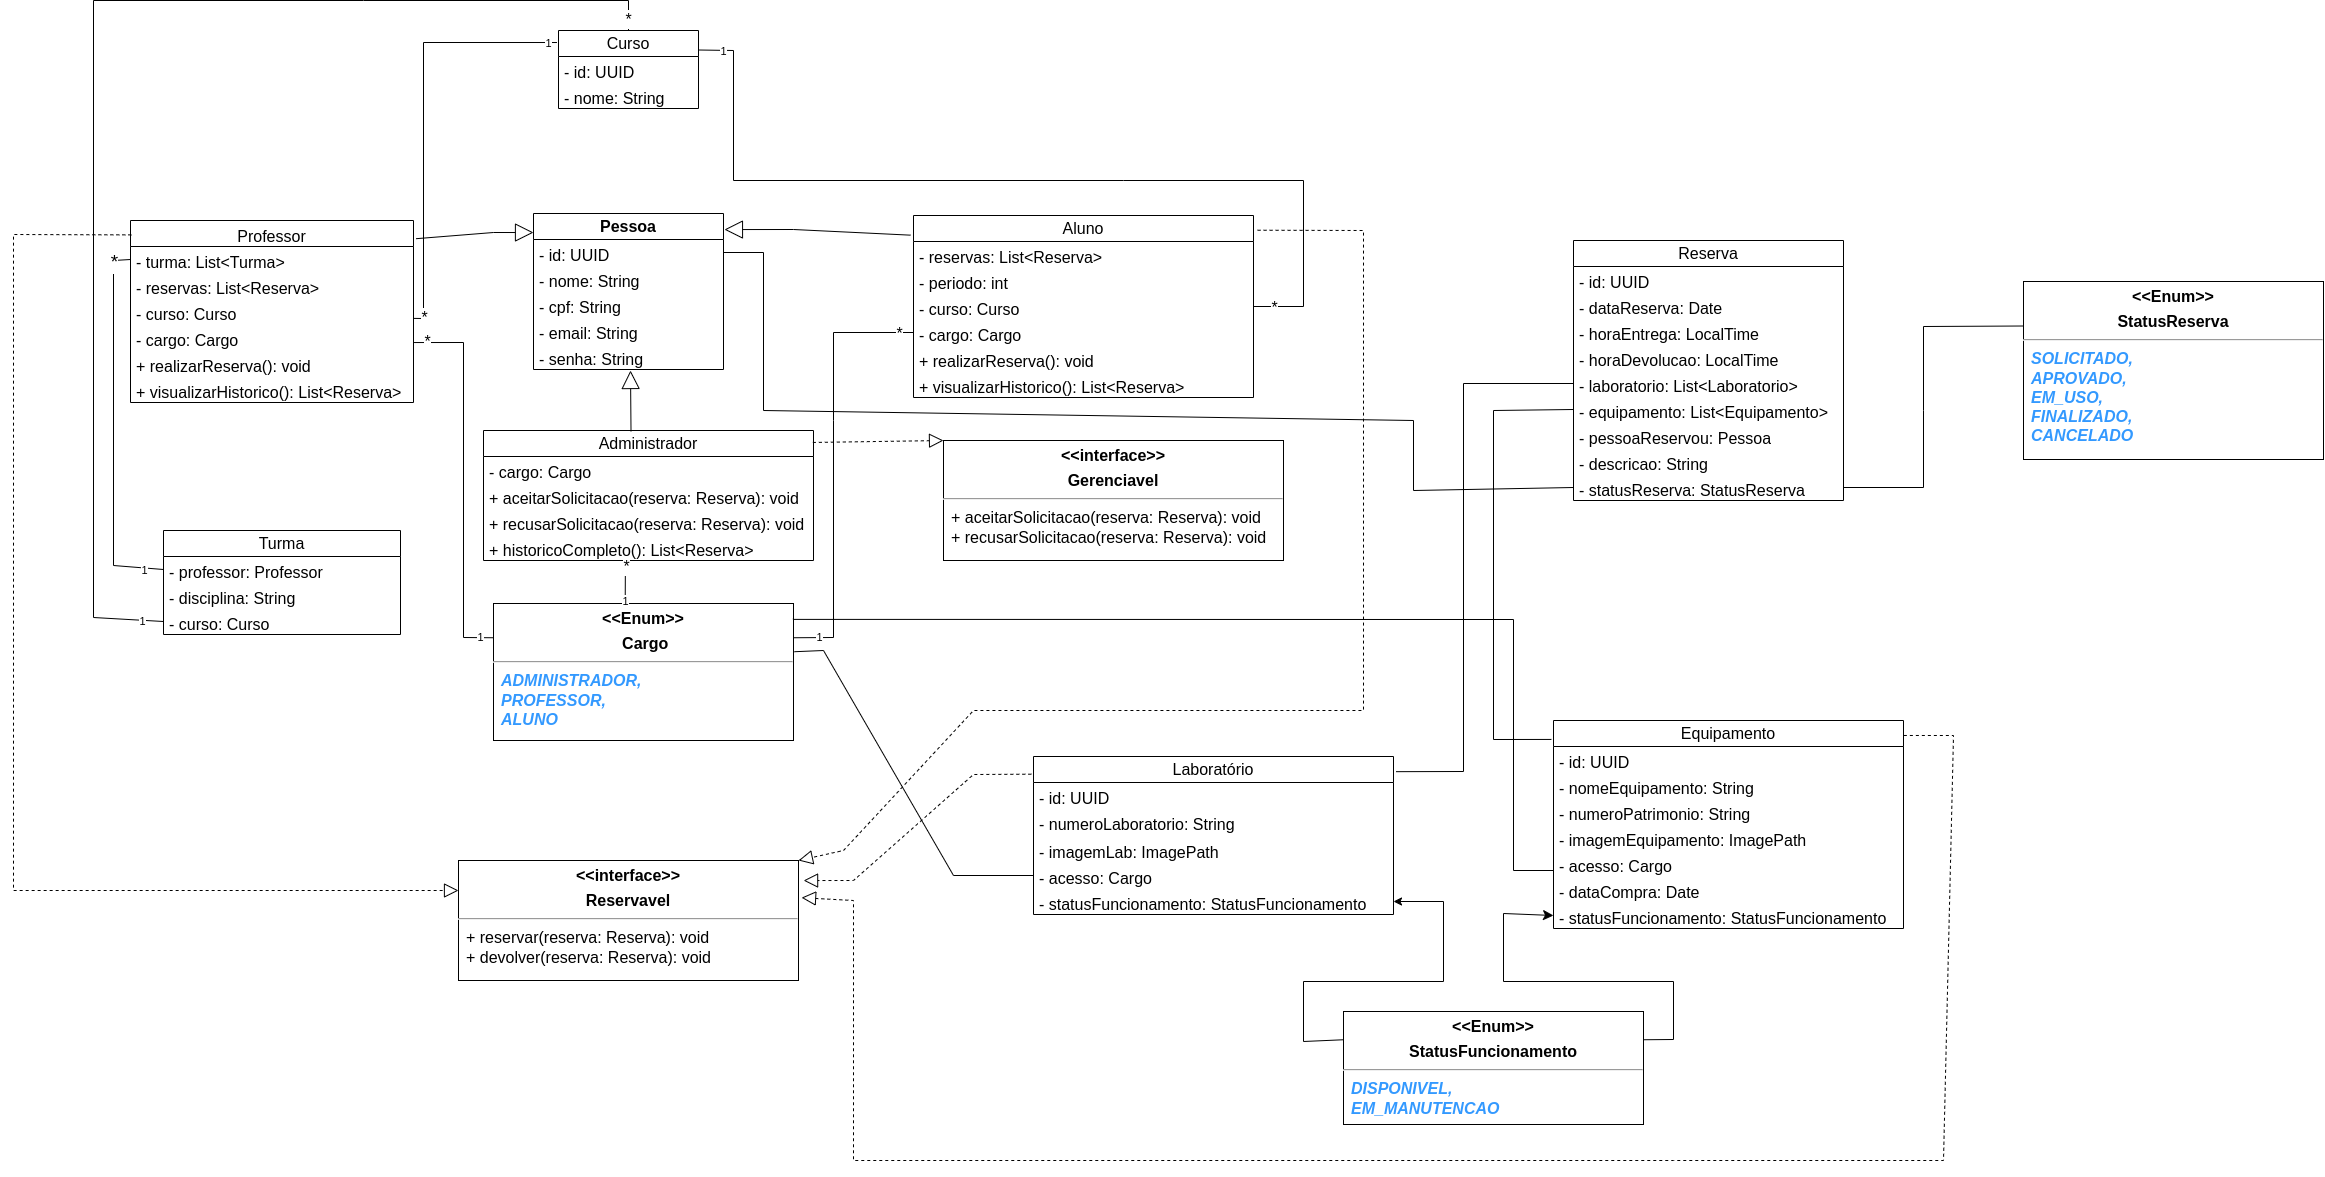 *
1
Curso
1
- id: UUID
- nome: String
Professor
- turma: List<Turma>
- reservas: List<Reserva>
- curso: Curso
- cargo: Cargo
+ realizarReserva(): void
+ visualizarHistorico(): List<Reserva>
*
*
*
Pessoa
- id: UUID
- nome: String
- cpf: String
- email: String
- senha: String
Aluno
- reservas: List<Reserva>
- periodo: int
- curso: Curso
- cargo: Cargo
+ realizarReserva(): void
+ visualizarHistorico(): List<Reserva>
*
*
Reserva
- id: UUID
- dataReserva: Date
- horaEntrega: LocalTime
- horaDevolucao: LocalTime
- laboratorio: List<Laboratorio>
- equipamento: List<Equipamento>
- pessoaReservou: Pessoa
- descricao: String
- statusReserva: StatusReserva
<<Enum>>
StatusReserva
SOLICITADO,
APROVADO,
EM_USO,
FINALIZADO,
CANCELADO
Administrador
- cargo: Cargo
+ aceitarSolicitacao(reserva: Reserva): void
+ recusarSolicitacao(reserva: Reserva): void
+ historicoCompleto(): List<Reserva>
*
1
<<interface>>
Gerenciavel
+ aceitarSolicitacao(reserva: Reserva): void
+ recusarSolicitacao(reserva: Reserva): void
Turma
- professor: Professor
- disciplina: String
- curso: Curso
1
1
1
<<Enum>>
Cargo
1
ADMINISTRADOR,
PROFESSOR,
ALUNO
Laboratório
- id: UUID
- numeroLaboratorio: String
- imagemLab: ImagePath
- acesso: Cargo
- statusFuncionamento: StatusFuncionamento
Equipamento
- id: UUID
- nomeEquipamento: String
- numeroPatrimonio: String
- imagemEquipamento: ImagePath
- acesso: Cargo
- dataCompra: Date
- statusFuncionamento: StatusFuncionamento
<<interface>>
Reservavel
+ reservar(reserva: Reserva): void
+ devolver(reserva: Reserva): void
<<Enum>>
StatusFuncionamento
DISPONIVEL,
EM_MANUTENCAO